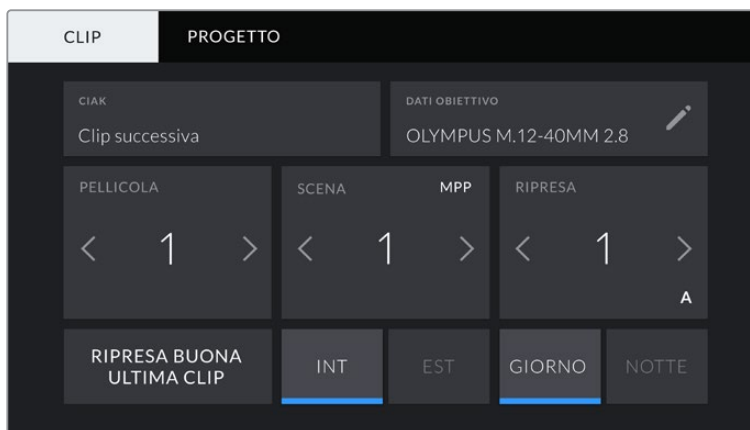 CLIP PROGETTO
CIAK
Clip successiva
DATI OBIETTIVO
OLYMPUS M.12-40MM 2.8
PELLICOLA
1
SCENA MPP
1
RIPRESA
1
A
RIPRESA BUONA
ULTIMA CLIP
INT
EST
GIORNO
NOTTE